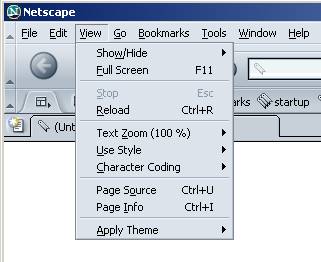 Netscape
File Edit View Go Bookmarks Tools Window Help
Show/Hide
Full Screen F11
Stop Esc
Reload Ctrl+R
Text Zoom (100 %)
Use Style
Character Coding
Page Source Ctrl+U
Page Info Ctrl+I
Apply Theme
arks startup
(Unt